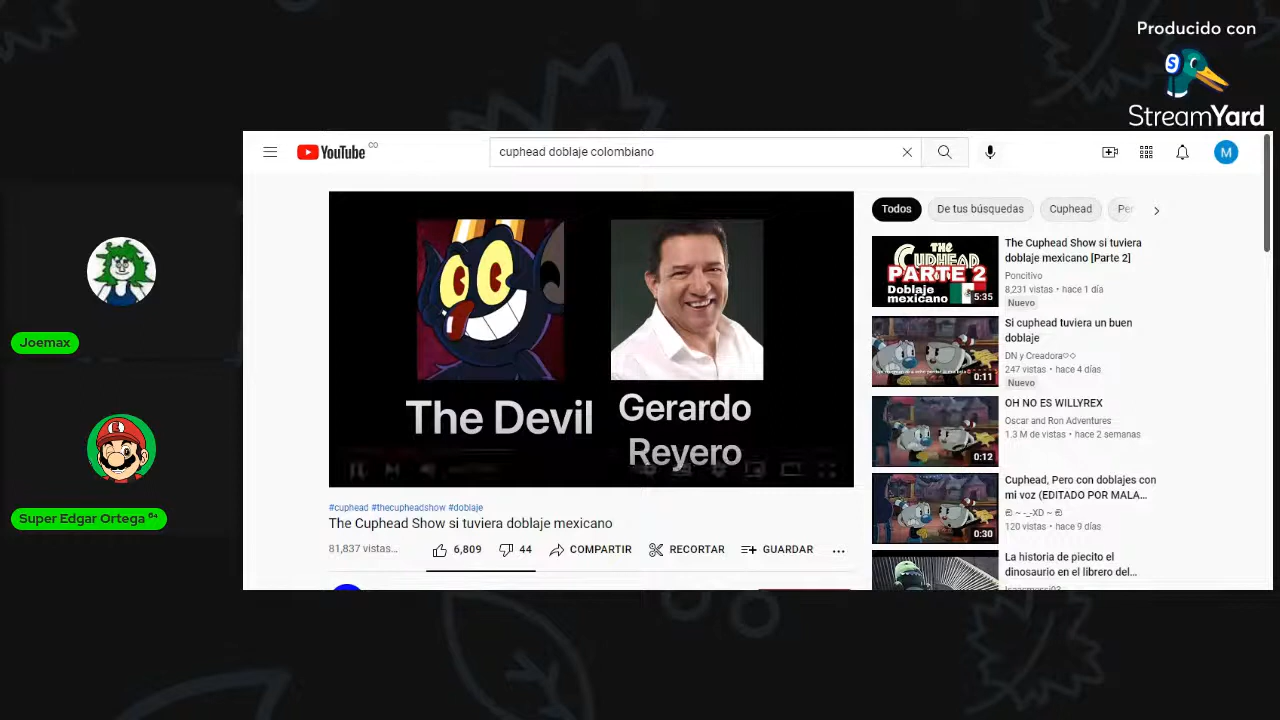 Producido con
StreamYard
YouTube CO
cuphead doblaje colombiano
M
Todos
De tus búsquedas
Cuphead
Per
The Devil
Gerardo
Reyero
THE
CUPHEAD
PARTE 2
Doblaje
mexicano
5:35
The Cuphead Show si tuviera
doblaje mexicano [Parte 2]
Poncitivo
8,231 vistas • hace 1 día
Nuevo
0:11
Si cuphead tuviera un buen
doblaje
DN y Creadora
247 vistas • hace 4 días
Nuevo
0:12
OH NO ES WILLYREX
Oscar and Ron Adventures
1.3 M de vistas • hace 2 semanas
0:30
Cuphead, Pero con doblajes con
mi voz (EDITADO POR MALA...
~ -_-XD ~
120 vistas • hace 9 días
La historia de piecito el
dinosaurio en el librero del...
#cuphead #thecupheadshow #doblaje
The Cuphead Show si tuviera doblaje mexicano
81,837 vistas...
6,809
44
COMPARTIR
RECORTAR
GUARDAR
Joemax
Super Edgar Ortega ⁶⁴